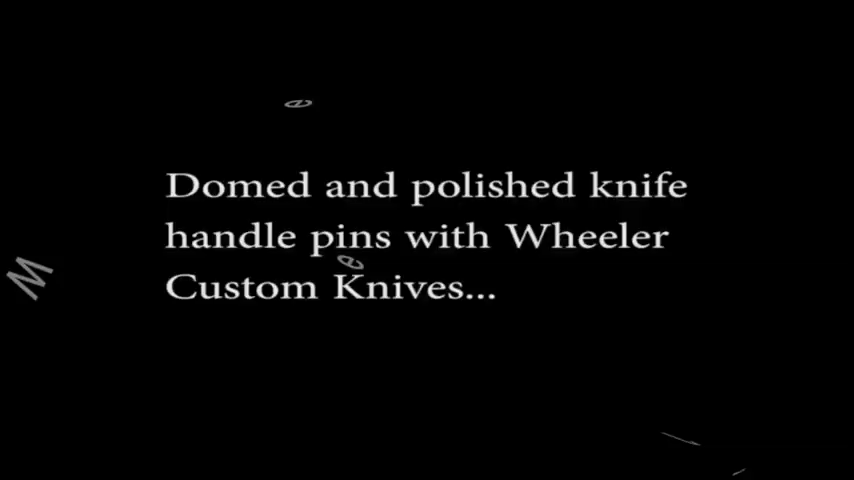 Domed and polished knife
handle pins with Wheeler
Custom Knives...
W
e
e